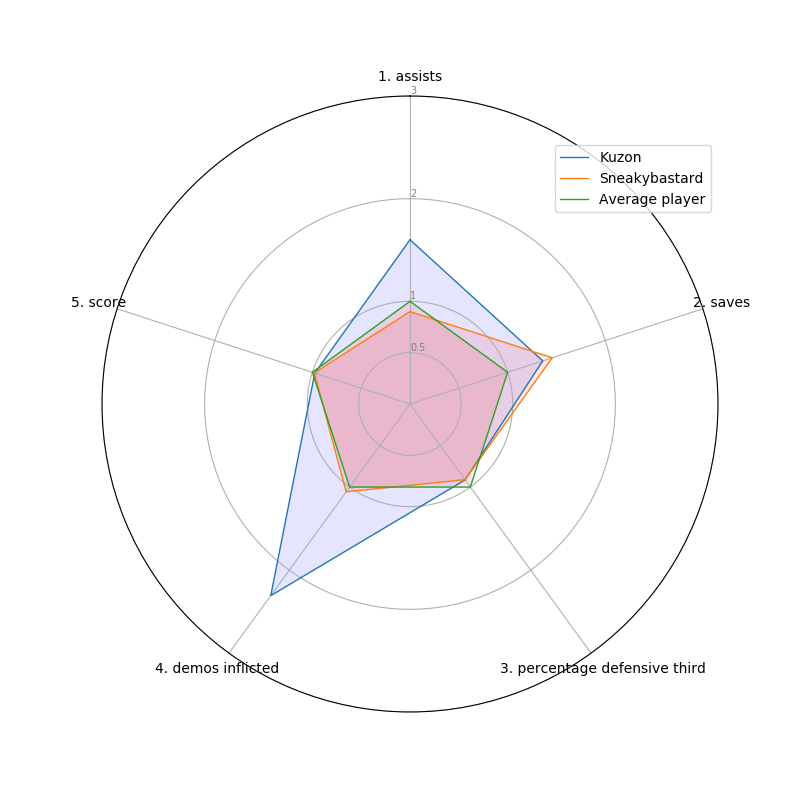 1. assists
3
Kuzon
Sneakybastard
Average player
2
1
5. score
2. saves
0.5
4. demos inflicted
3. percentage defensive third